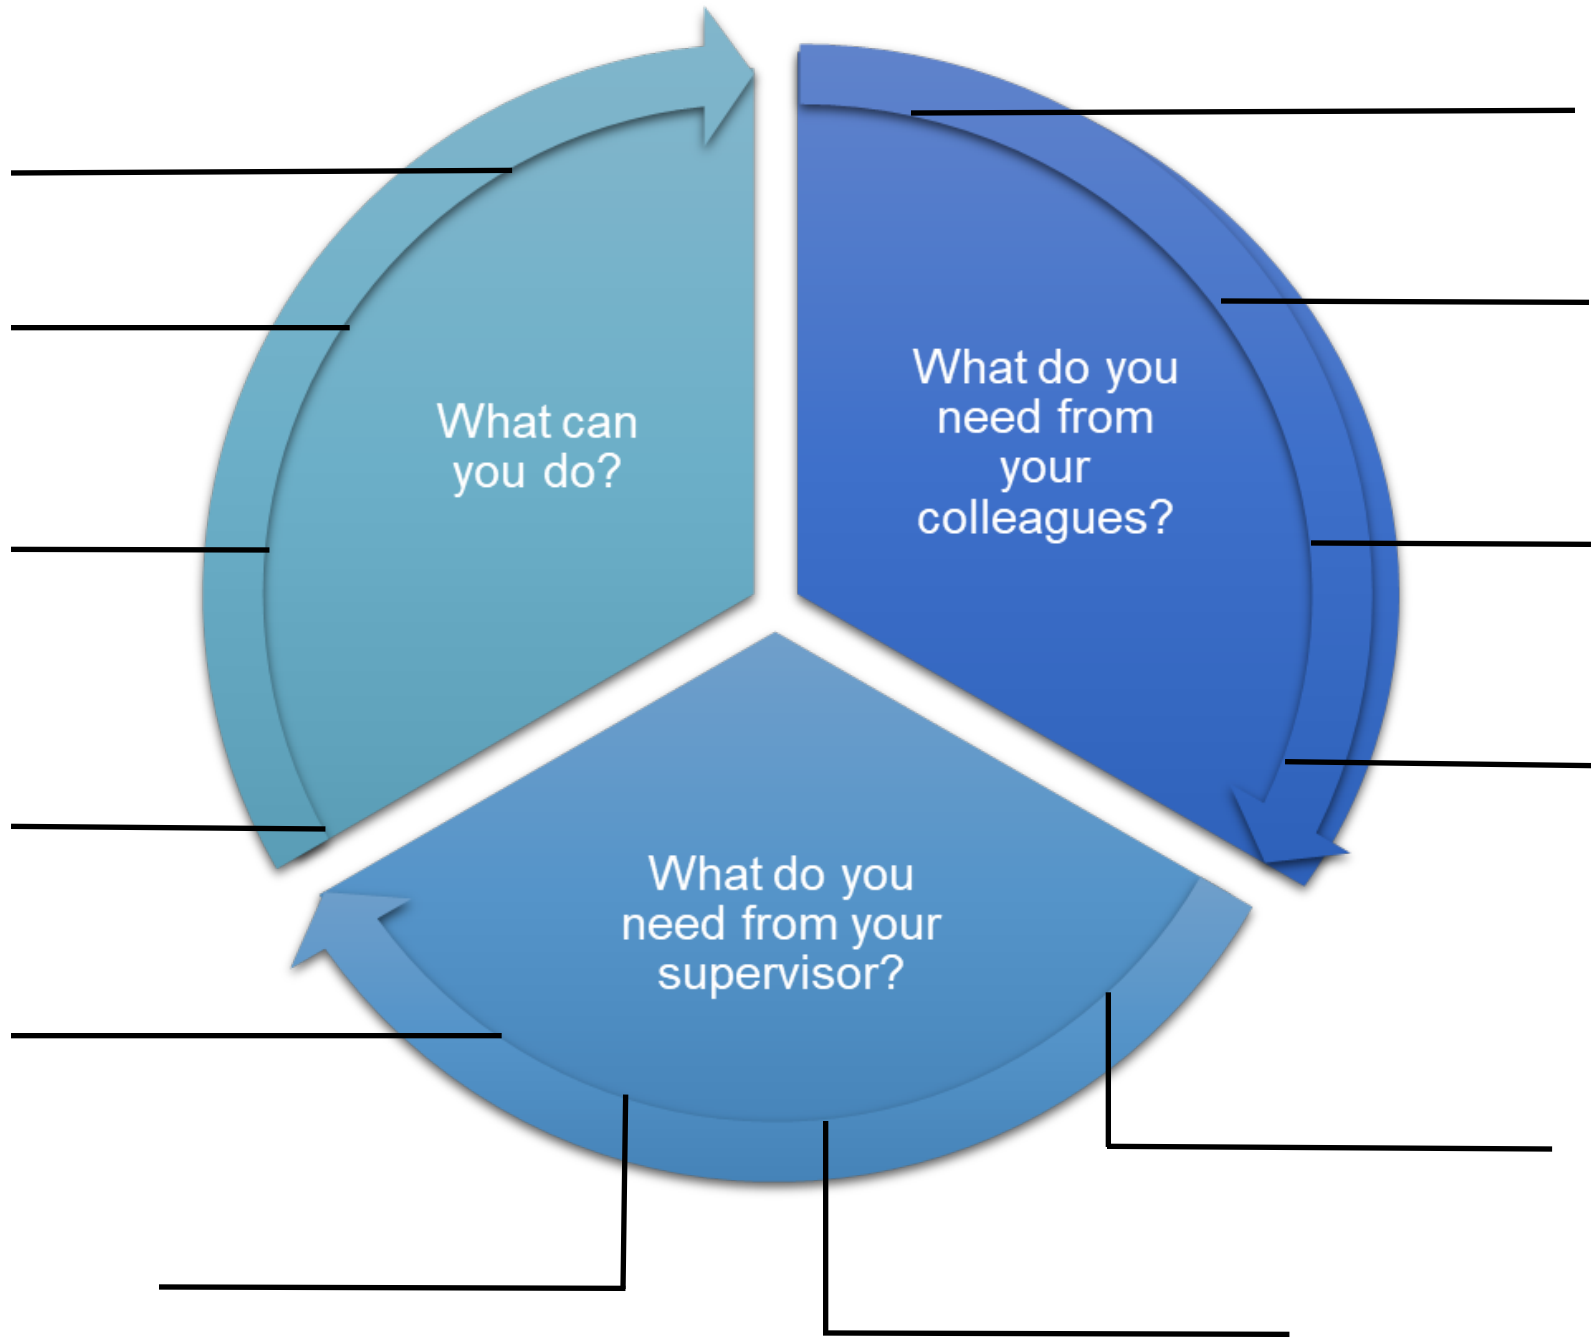 What can
you do?
What do you
need from
your
colleagues?
What do you
need from your
supervisor?